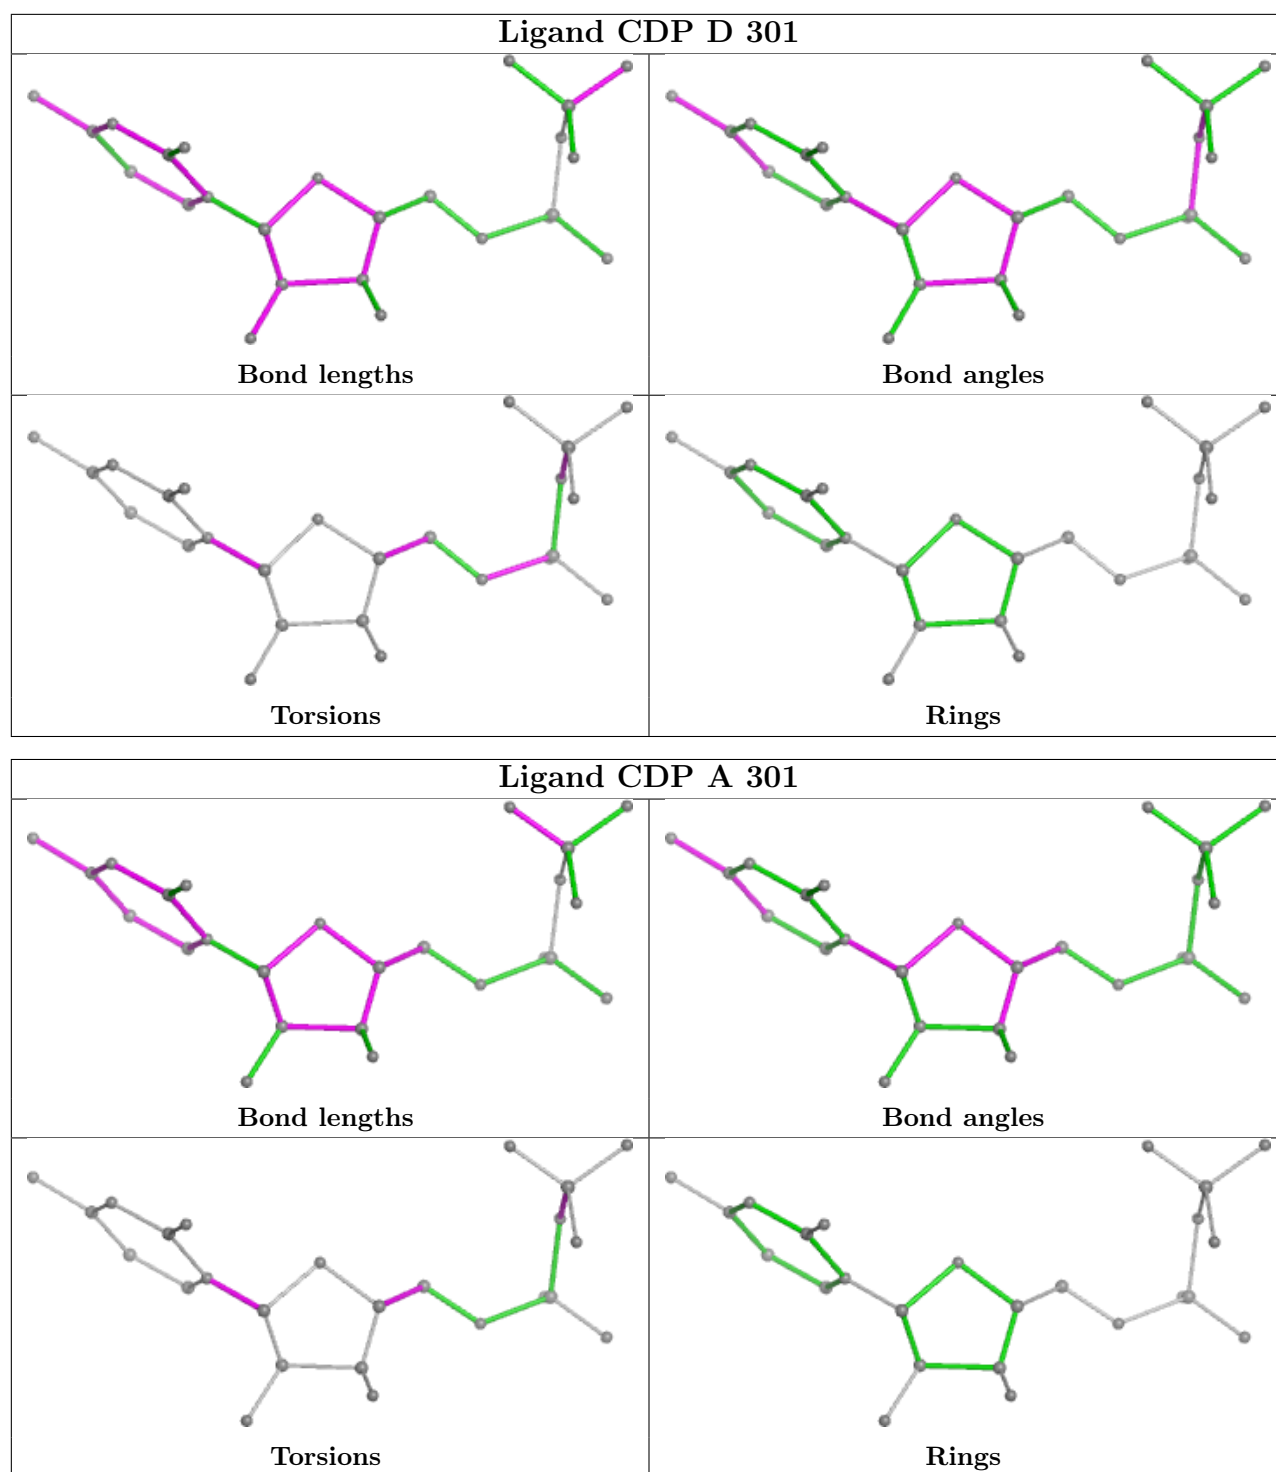 Ligand CDP D 301
Bond lengths
Bond angles
Torsions
Rings
Ligand CDP A 301
Bond lengths
Bond angles
Torsions
Rings